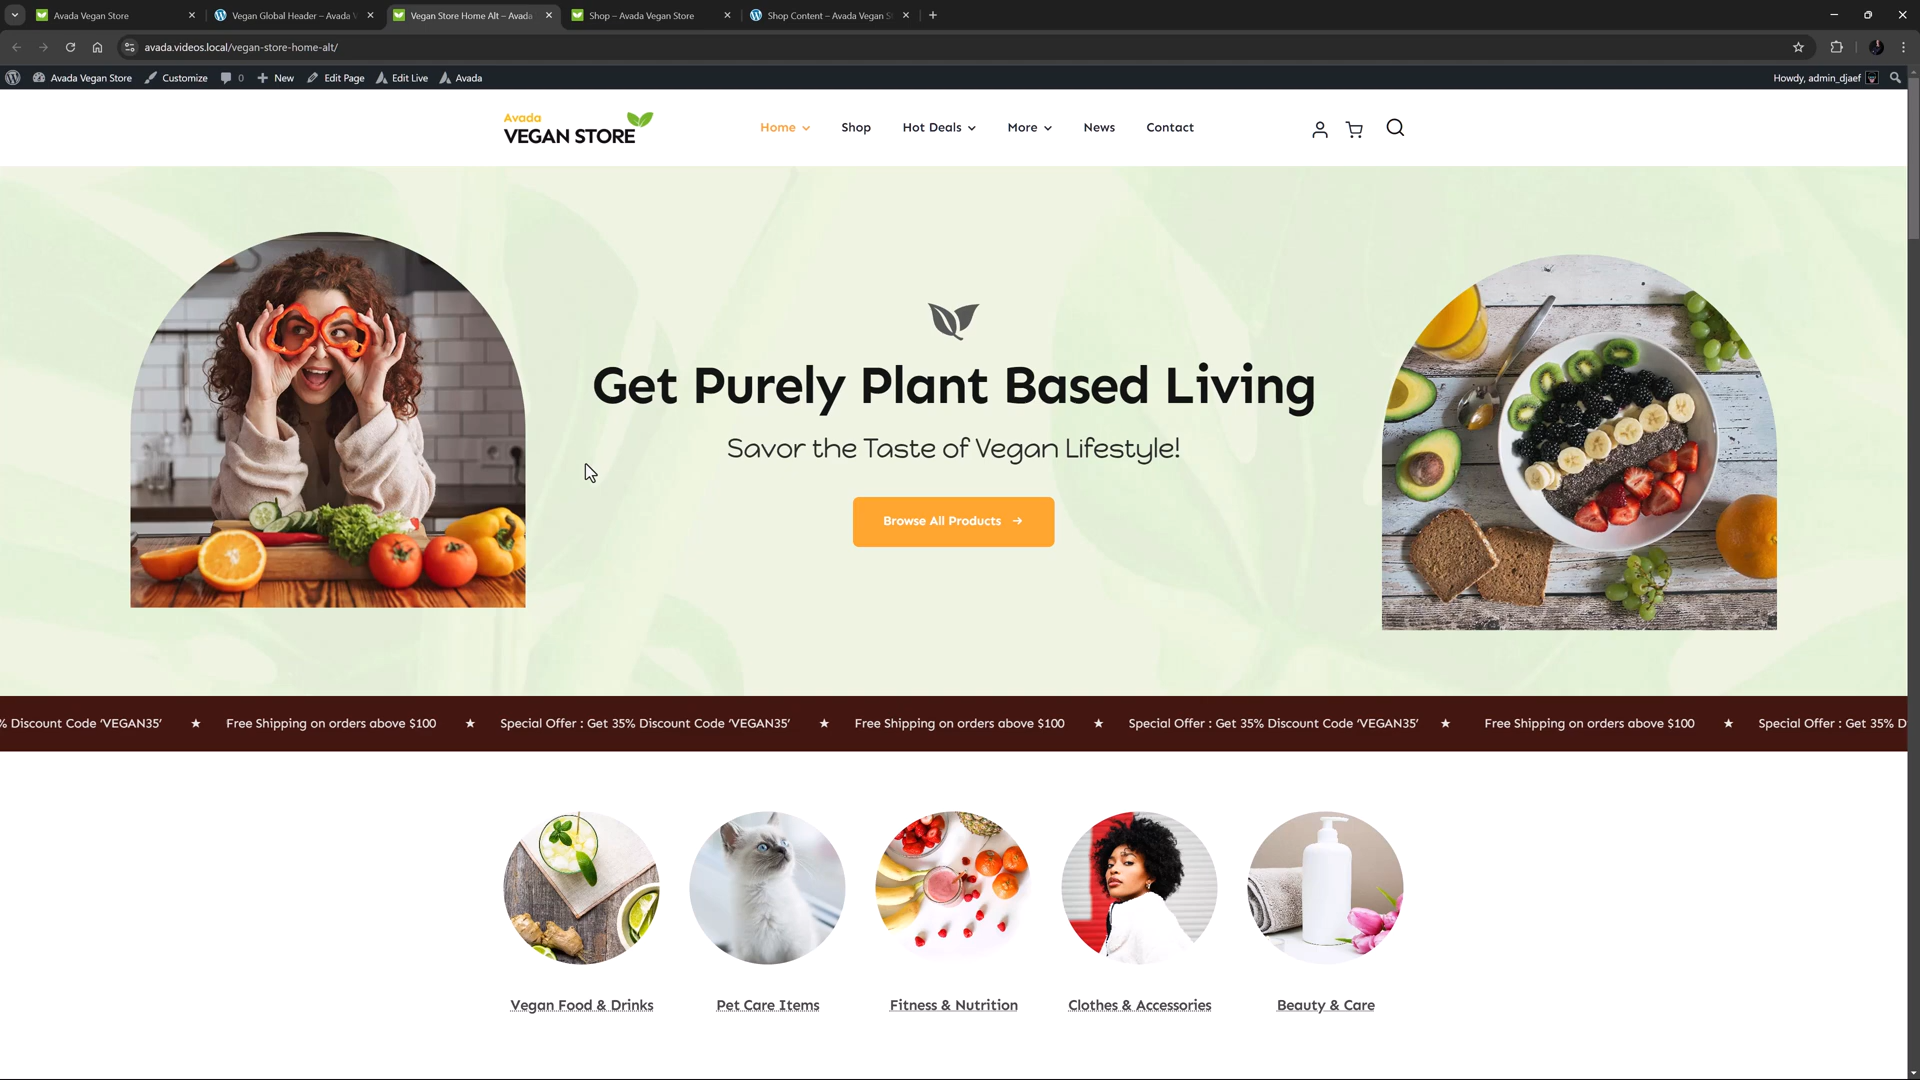 Avada Vegan Store
Vegan Global Header – Avada V
Vegan Store Home Alt – Avada
Shop – Avada Vegan Store
Shop Content – Avada Vegan S
avada.videos.local/vegan-store-home-alt/
Avada Vegan Store
Customize
0
New
Edit Page
Edit Live
Avada
Howdy, admin_djaef
Avada
VEGAN STORE
Home
Shop
Hot Deals
More
News
Contact
Get Purely Plant Based Living
Savor the Taste of Vegan Lifestyle!
Browse All Products →
% Discount Code ‘VEGAN35’ ★ Free Shipping on orders above $100 ★ Special Offer : Get 35% Discount Code ‘VEGAN35’ ★ Free Shipping on orders above $100 ★ Special Offer : Get 35% Discount Code ‘VEGAN35’ ★ Free Shipping on orders above $100 ★ Special Offer : Get 35% D
Vegan Food & Drinks
Pet Care Items
Fitness & Nutrition
Clothes & Accessories
Beauty & Care